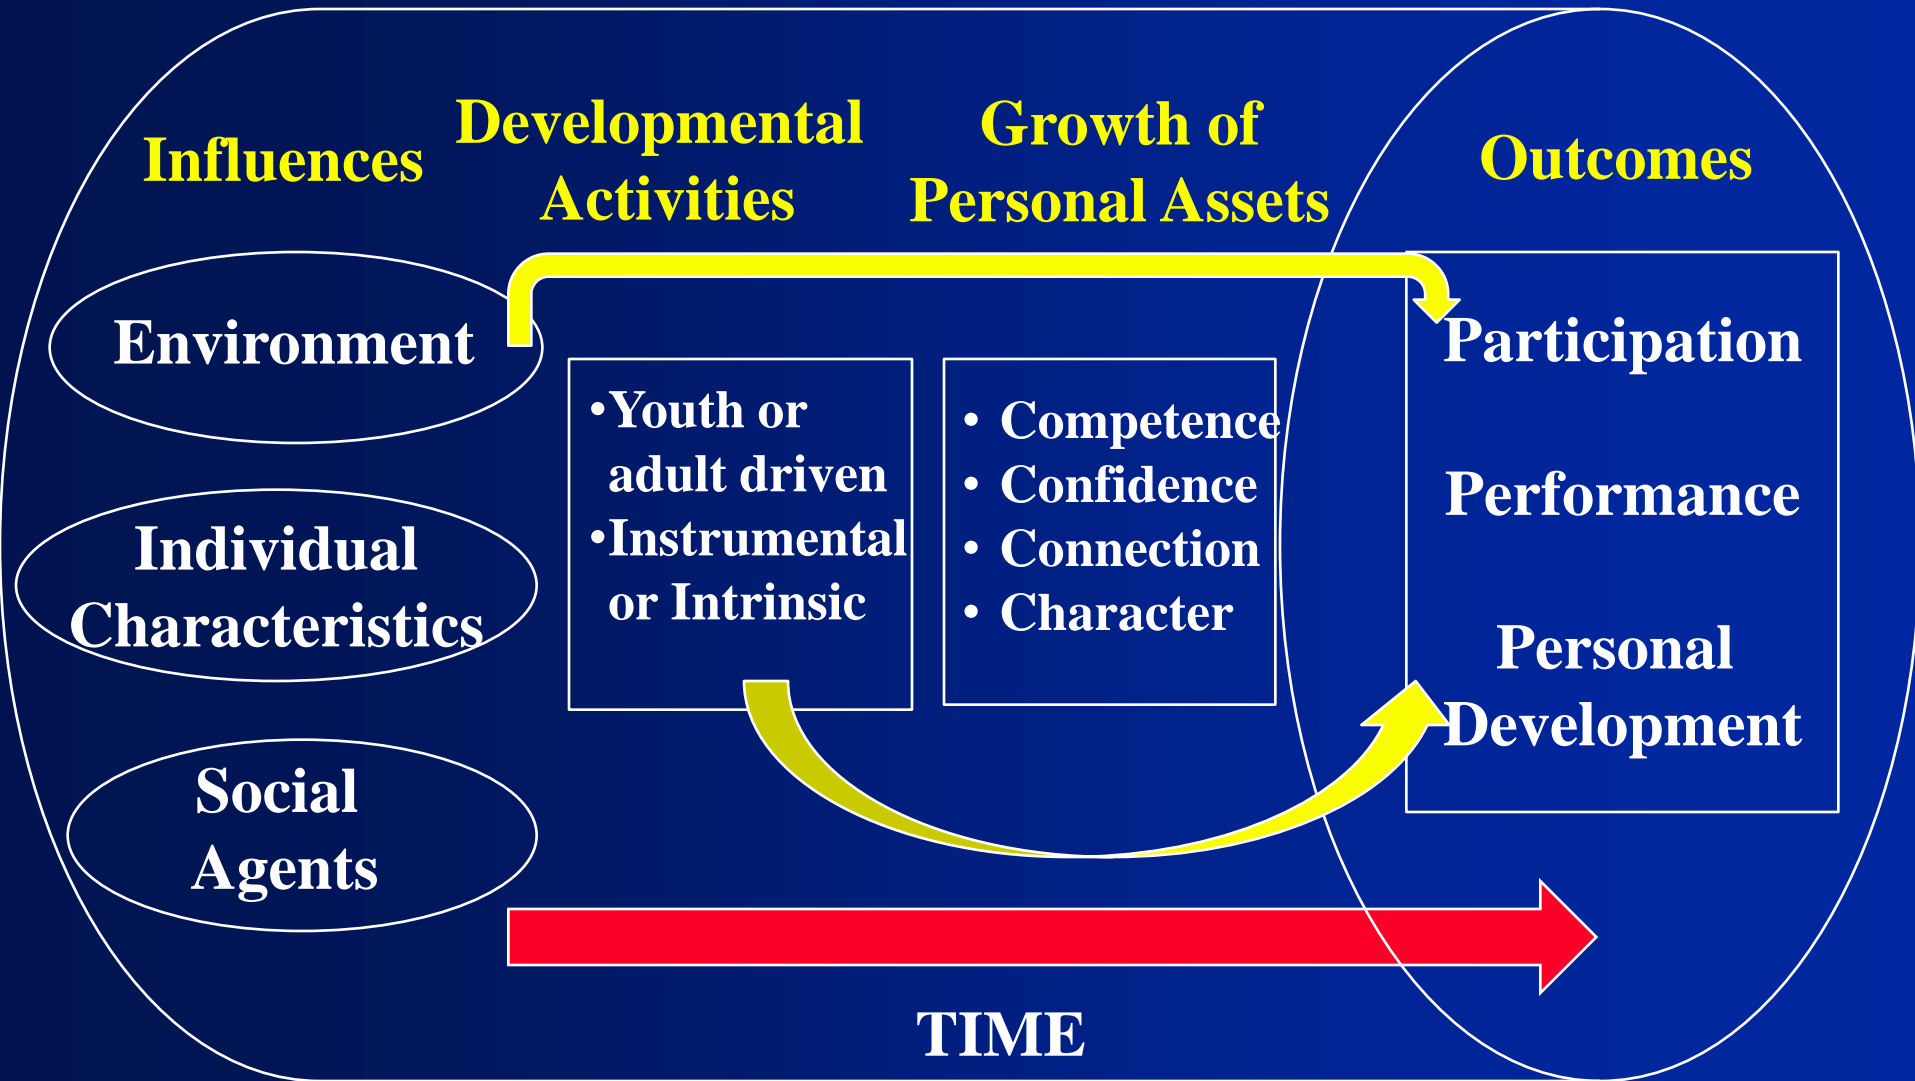 Influences
Developmental
Activities
Growth of
Personal Assets
Outcomes
Environment
Individual
Characteristics
Social
Agents
•Youth or
adult driven
•Instrumental
or Intrinsic
• Competence
• Confidence
• Connection
• Character
Participation
Performance
Personal
Development
TIME